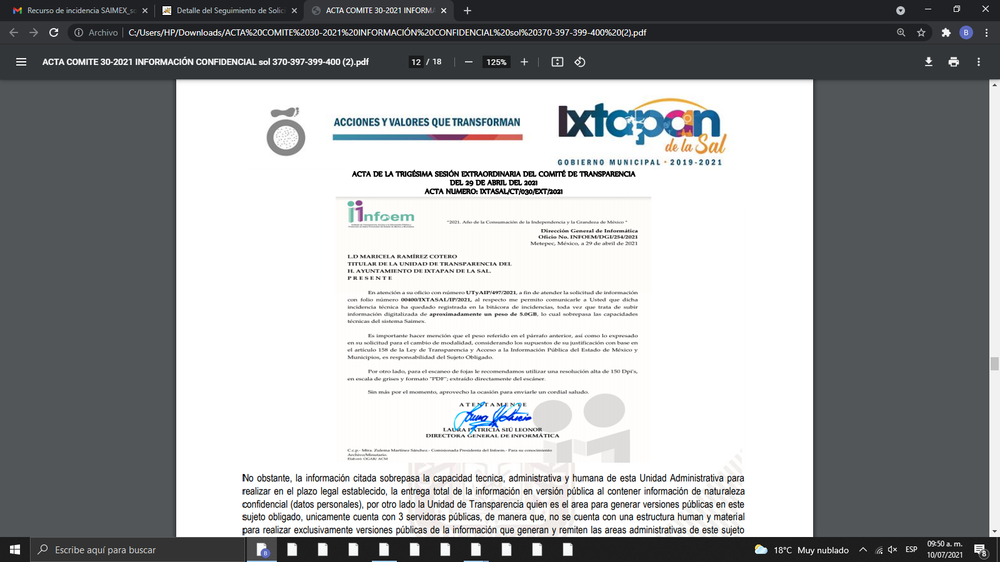 Recurso de incidencia SAIMEX_so
Detalle del Seguimiento de Solici
ACTA COMITE 30-2021 INFORMA
Archivo
C:/Users/HP/Downloads/ACTA%20COMITE%2030-2021%20INFORMACIÓN%20CONFIDENCIAL%20sol%20370-397-399-400%20(2).pdf
B
ACTA COMITE 30-2021 INFORMACIÓN CONFIDENCIAL sol 370-397-399-400 (2).pdf
12 / 18
125%
ACCIONES Y VALORES QUE TRANSFORMAN
Ixtapan
de la Sal
GOBIERNO MUNICIPAL • 2019-2021
ACTA DE LA TRIGÉSIMA SESIÓN EXTRAORDINARIA DEL COMITÉ DE TRANSPARENCIA
DEL 29 DE ABRIL DEL 2021
ACTA NUMERO: IXTASAL/CT/030/EXT/2021
infoem
Instituto de Transparencia, Acceso a la Información Pública y
Protección de Datos Personales del Estado de México y Municipios
"2021. Año de la Consumación de la Independencia y la Grandeza de México "
Dirección General de Informática
Oficio No. INFOEM/DGI/254/2021
Metepec, México, a 29 de abril de 2021
L.D MARICELA RAMÍREZ COTERO
TITULAR DE LA UNIDAD DE TRANSPARENCIA DEL
H. AYUNTAMIENTO DE IXTAPAN DE LA SAL.
P R E S E N T E
En atención a su oficio con número UTyAIP/497/2021, a fin de atender la solicitud de información
con folio número 00400/IXTASAL/IP/2021, al respecto me permito comunicarle a Usted que dicha
incidencia técnica ha quedado registrada en la bitácora de incidencias, toda vez que trata de subir
información digitalizada de aproximadamente un peso de 5.0GB, lo cual sobrepasa las capacidades
técnicas del sistema Saimex.
Es importante hacer mención que el peso referido en el párrafo anterior, así como lo expresado
en su solicitud para el cambio de modalidad, considerando los supuestos de su justificación con base en
el artículo 158 de la Ley de Transparencia y Acceso a la Información Pública del Estado de México y
Municipios, es responsabilidad del Sujeto Obligado.
Por otro lado, para el escaneo de fojas le recomendamos utilizar una resolución alta de 150 Dpi's,
en escala de grises y formato "PDF"; extraído directamente del escáner.
Sin más por el momento, aprovecho la ocasión para enviarle un cordial saludo.
A T E N T A M E N T E
LAURA PATRICIA SIÚ LEONOR
DIRECTORA GENERAL DE INFORMÁTICA
C.c.p.- Mtra. Zulema Martínez Sánchez.- Comisionada Presidenta del Infoem.- Para su conocimiento
Archivo/Minutario.
Elaboró: OGAR/ ACM
No obstante, la información citada sobrepasa la capacidad tecnica, administrativa y humana de esta Unidad Administrativa para
realizar en el plazo legal establecido, la entrega total de la información en versión pública al contener información de naturaleza
confidencial (datos personales), por otro lado la Unidad de Transparencia quien es el area para generar versiones públicas en este
sujeto obligado, unicamente cuenta con 3 servidoras públicas, de manera que, no se cuenta con una estructura human y material
para realizar exclusivamente versiones públicas de la información que generan y remiten las areas administrativas de este sujeto
Escribe aquí para buscar
B
18°C Muy nublado
ESP
09:50 a. m.
10/07/2021
8